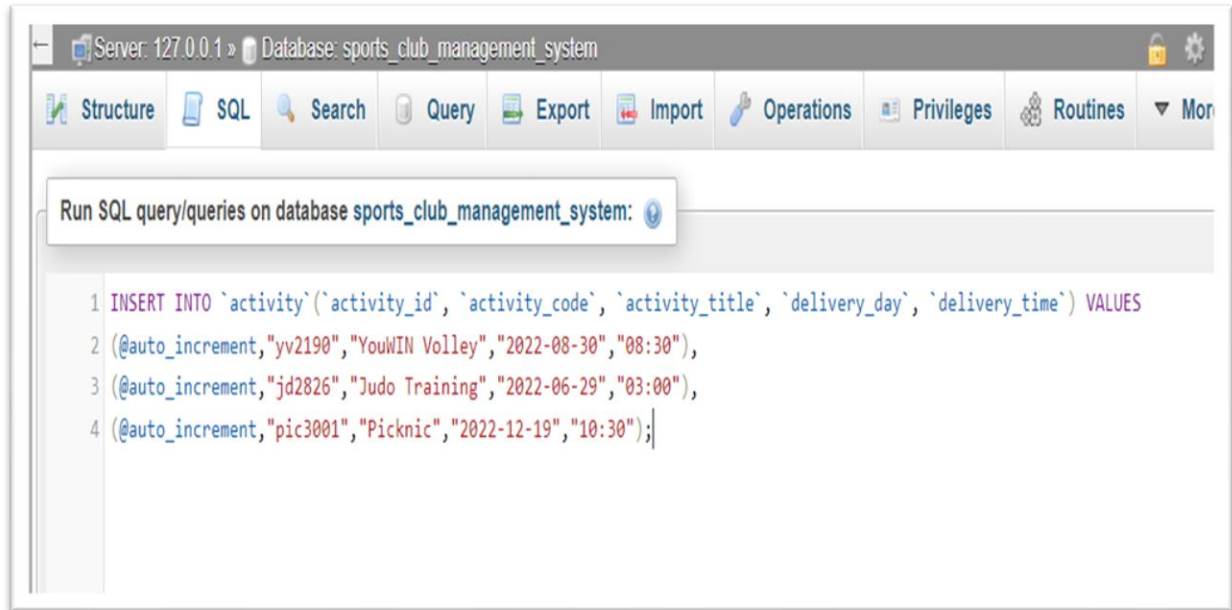 Server: 127.0.0.1 » Database: sports_club_management_system
Structure SQL Search Query Export Import Operations Privileges Routines Mor
Run SQL query/queries on database sports_club_management_system:
1 INSERT INTO `activity`(`activity_id`, `activity_code`, `activity_title`, `delivery_day`, `delivery_time`) VALUES
2 (@auto_increment,"yv2190","YouWIN Volley","2022-08-30","08:30"),
3 (@auto_increment,"jd2826","Judo Training","2022-06-29","03:00"),
4 (@auto_increment,"pic3001","Picknic","2022-12-19","10:30");